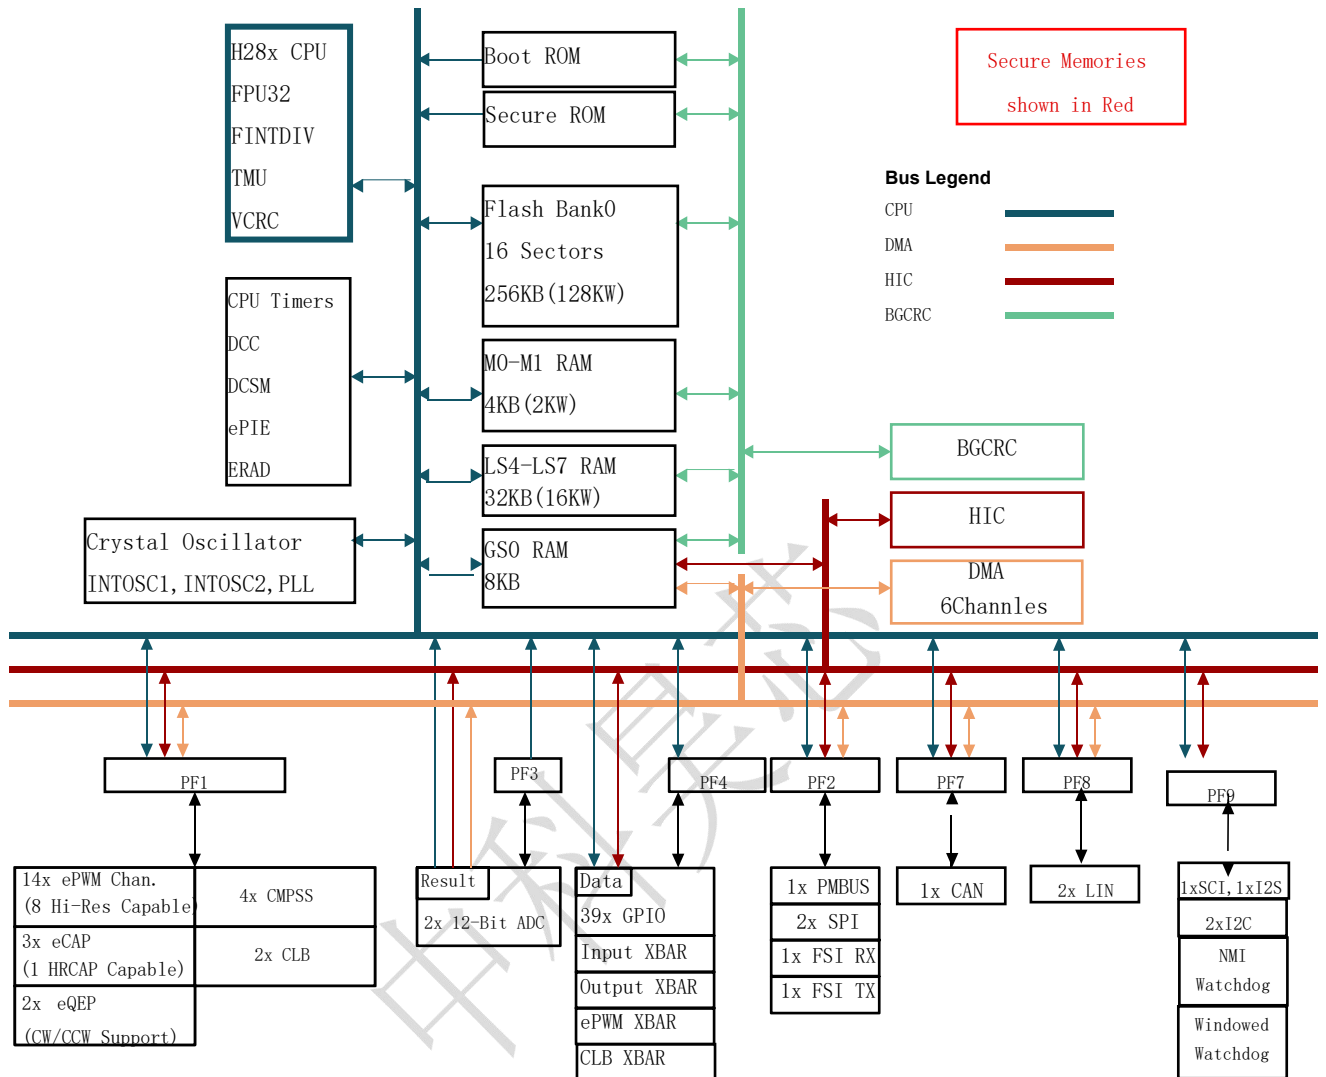 H28x CPU
FPU32
FINTDIV
TMU
VCRC
CPU Timers
DCC
DCSM
ePIE
ERAD
Crystal Oscillator
INTOSC1, INTOSC2, PLL
Boot ROM
Secure ROM
Flash Bank0
16 Sectors
256KB(128KW)
M0-M1 RAM
4KB(2KW)
LS4-LS7 RAM
32KB(16KW)
GS0 RAM
8KB
Secure Memories
shown in Red
Bus Legend
CPU
DMA
HIC
BGCRC
BGCRC
HIC
DMA
6Channles
PF1
PF3
PF4
PF2
PF7
PF8
PF9
14x ePWM Chan.
(8 Hi-Res Capable)
3x eCAP
(1 HRCAP Capable)
2x eQEP
(CW/CCW Support)
4x CMPSS
2x CLB
Result
2x 12-Bit ADC
Data
39x GPIO
Input XBAR
Output XBAR
ePWM XBAR
CLB XBAR
1x PMBUS
2x SPI
1x FSI RX
1x FSI TX
1x CAN
2x LIN
1xSCI, 1xI2S
2xI2C
NMI
Watchdog
Windowed
Watchdog
中科昊芯